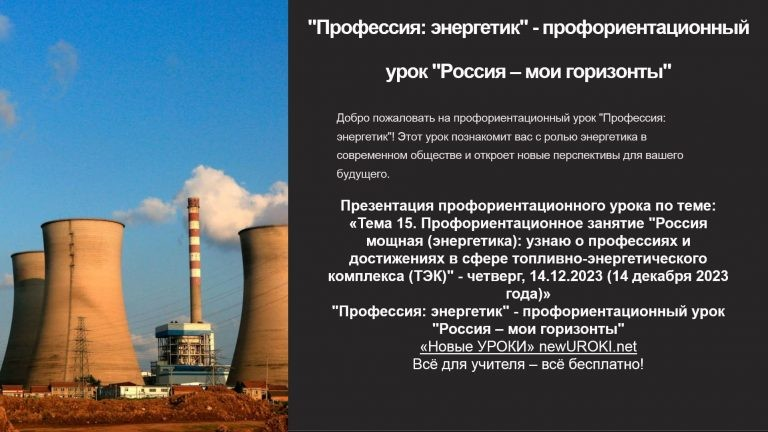 "Профессия: энергетик" - профориентационный
урок "Россия – мои горизонты"
Добро пожаловать на профориентационный урок "Профессия:
энергетик"! Этот урок познакомит вас с ролью энергетика в
современном обществе и откроет новые перспективы для вашего
будущего.
Презентация профориентационного урока по теме:
«Тема 15. Профориентационное занятие "Россия
мощная (энергетика): узнаю о профессиях и
достижениях в сфере топливно-энергетического
комплекса (ТЭК)" - четверг, 14.12.2023 (14 декабря 2023
года)»
"Профессия: энергетик" - профориентационный урок
"Россия – мои горизонты"
«Новые УРОКИ» newUROKI.net
Всё для учителя – всё бесплатно!